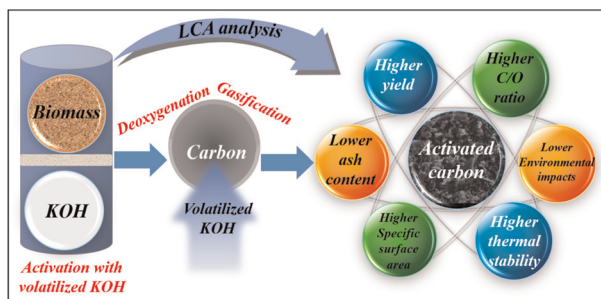 LCA analysis
Biomass
KOH
Activation with
volatilized KOH
Deoxygenation Gasification
Carbon
Volatilized
KOH
Higher
yield
Higher
C/O
ratio
Lower
ash
content
Activated
carbon
Lower
Environmental
impacts
Higher
Specific
surface
area
Higher
thermal
stability